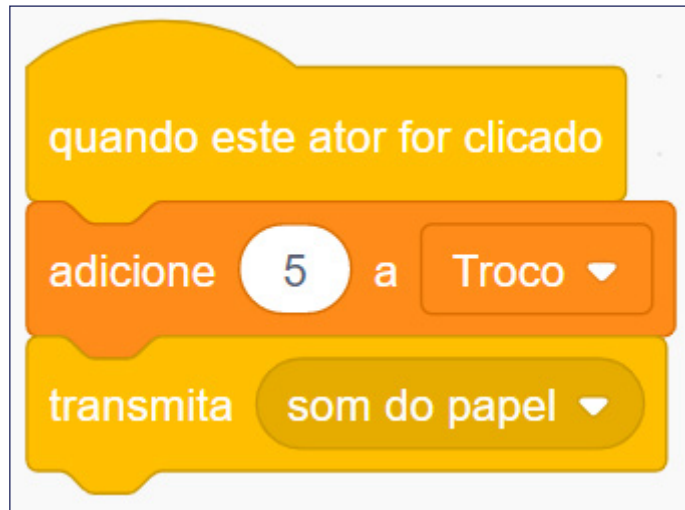 quando este ator for clicado
adicione 5 a Troco
transmita som do papel